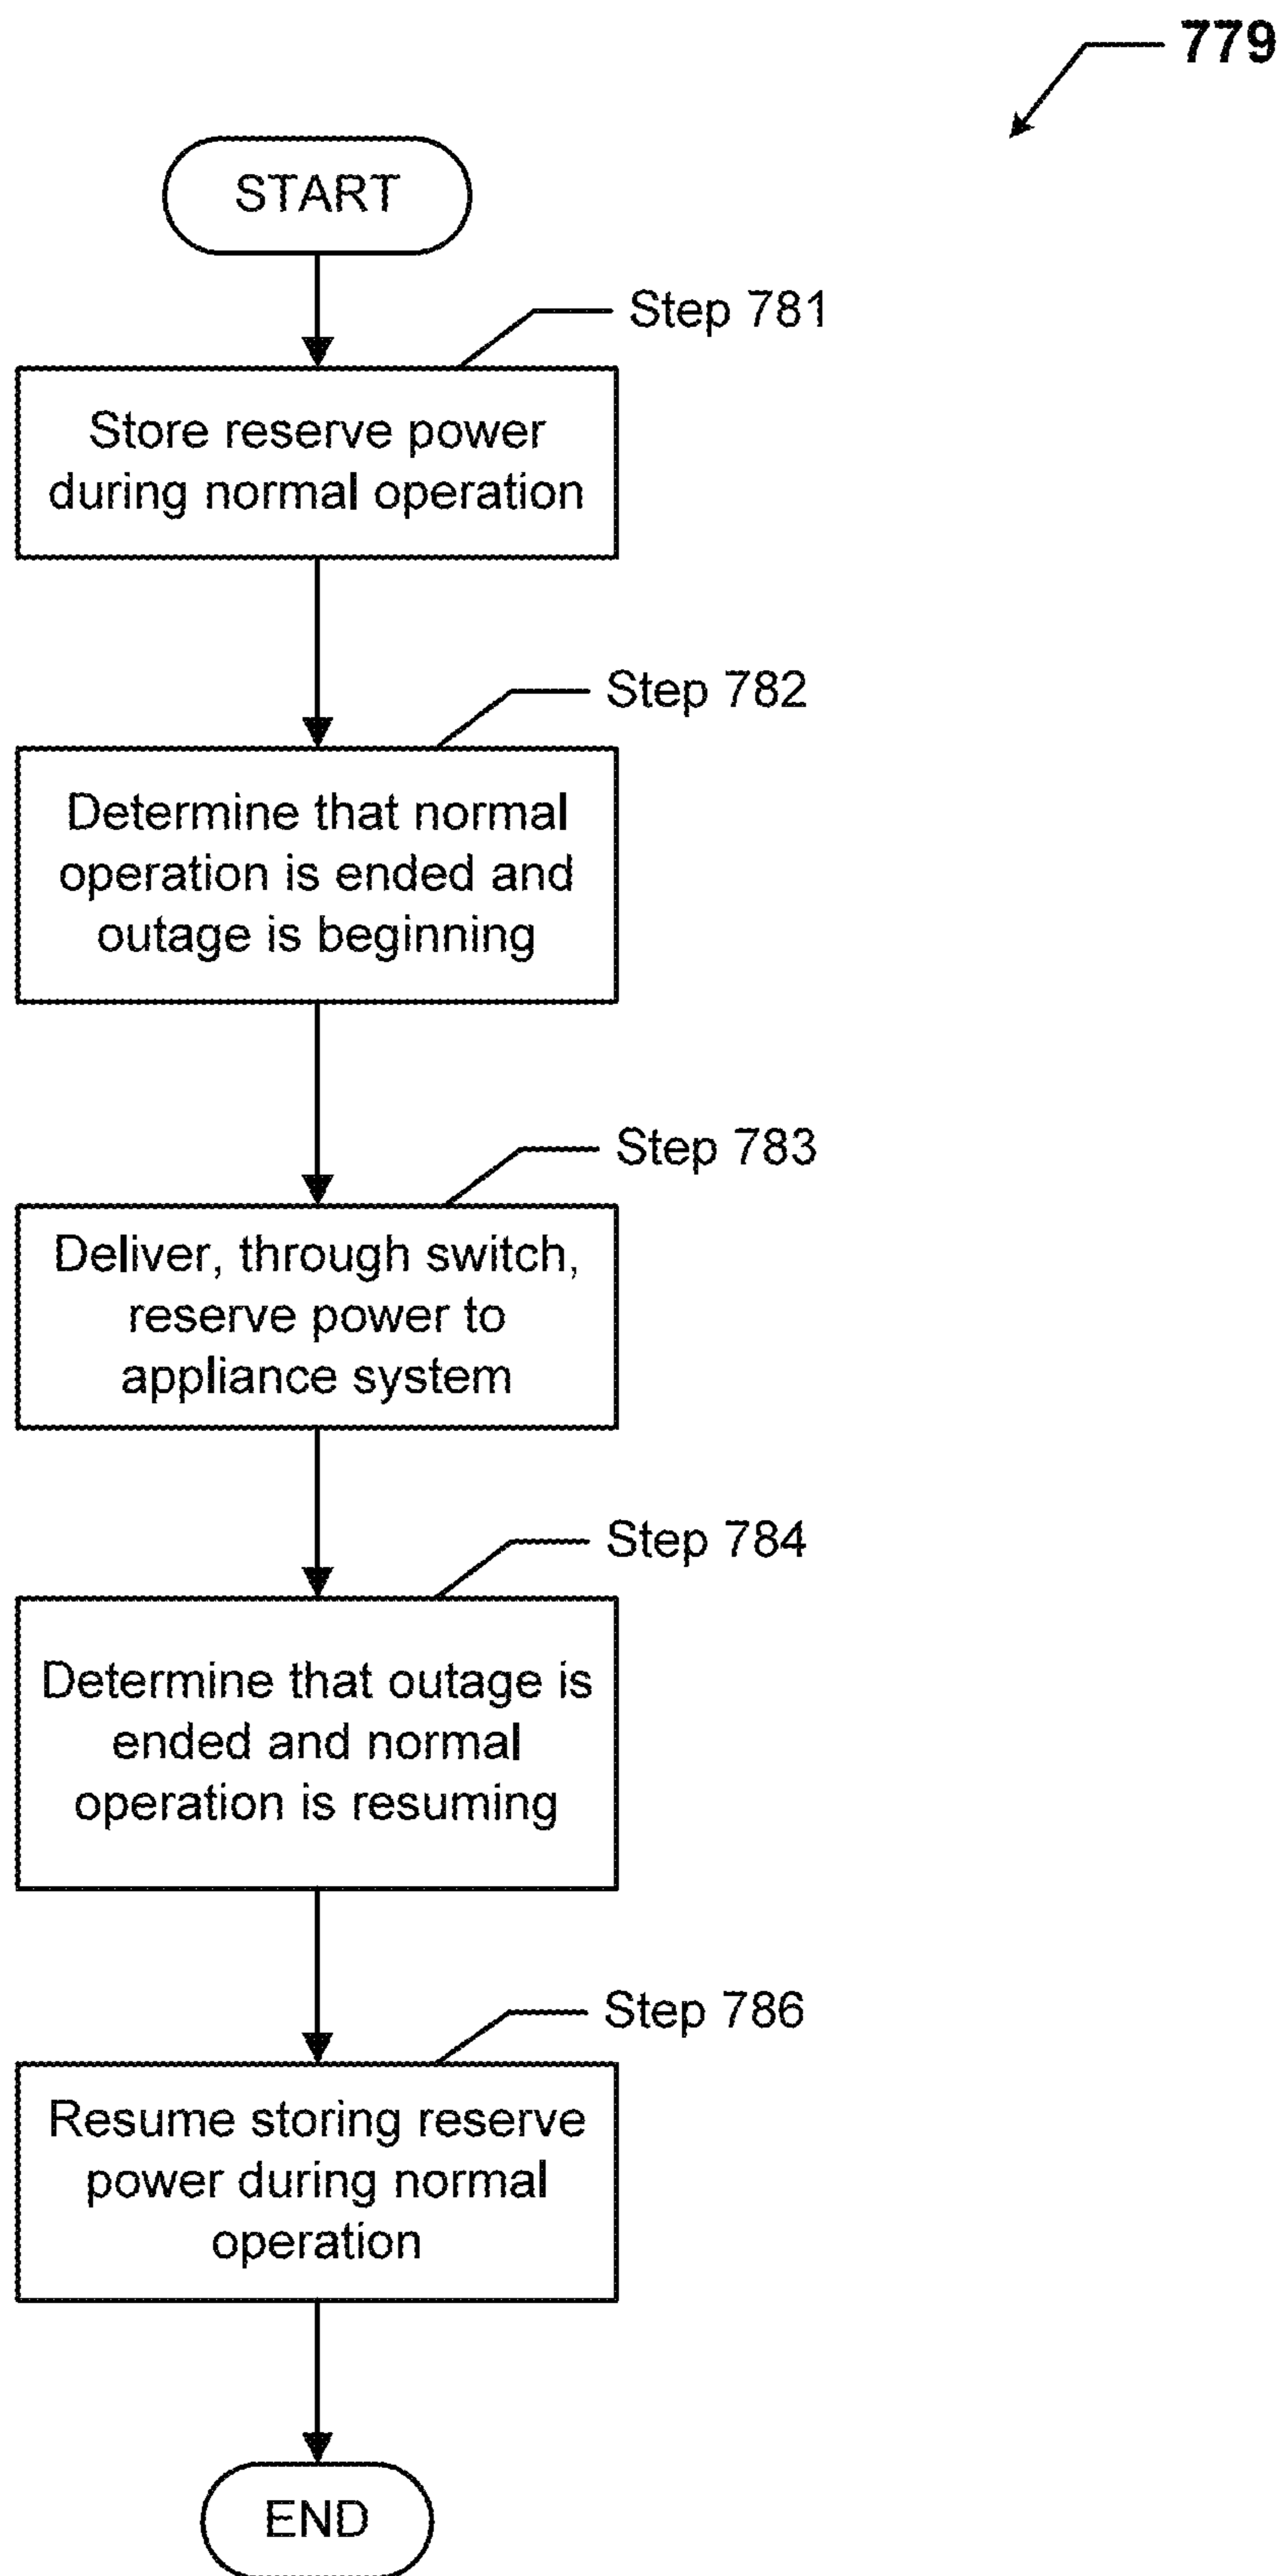 779
START
Step 781
Store reserve power
during normal operation
Step 782
Determine that normal
operation is ended and
outage is beginning
Step 783
Deliver, through switch,
reserve power to
appliance system
Step 784
Determine that outage is
ended and normal
operation is resuming
Step 786
Resume storing reserve
power during normal
operation
END